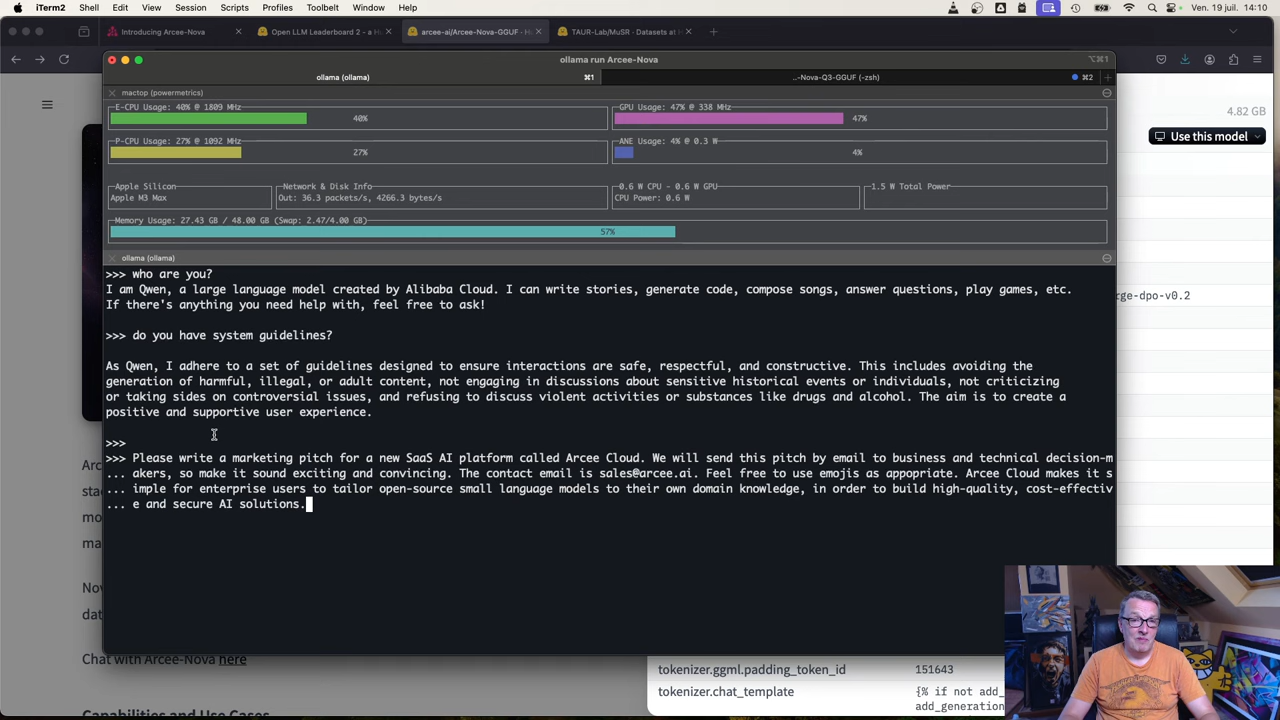 iTerm2 Shell Edit View Session Scripts Profiles Toolbelt Window Help Ven. 19 juil. 14:10
Introducing Arcee-Nova
Open LLM Leaderboard 2 - a H
arcee-ai/Arcee-Nova-GGUF · H
TAUR-Lab/MuSR · Datasets at H
ollama run Arcee-Nova
⌥⌘1
ollama (ollama) ⌘1
..-Nova-Q3-GGUF (-zsh) ⌘2
mactop (powermetrics)
4.82 GB
E-CPU Usage: 40% @ 1809 MHz
40%
GPU Usage: 47% @ 338 MHz
47%
Use this model
P-CPU Usage: 27% @ 1092 MHz
27%
ANE Usage: 4% @ 0.3 W
4%
Apple Silicon
Apple M3 Max
Network & Disk Info
Out: 36.3 packets/s, 4266.3 bytes/s
0.6 W CPU - 0.6 W GPU
CPU Power: 0.6 W
1.5 W Total Power
Memory Usage: 27.43 GB / 48.00 GB (Swap: 2.47/4.00 GB)
57%
ollama (ollama)
>>> who are you?
I am Qwen, a large language model created by Alibaba Cloud. I can write stories, generate code, compose songs, answer questions, play games, etc.
If there's anything you need help with, feel free to ask!
>>> do you have system guidelines?
As Qwen, I adhere to a set of guidelines designed to ensure interactions are safe, respectful, and constructive. This includes avoiding the
generation of harmful, illegal, or adult content, not engaging in discussions about sensitive historical events or individuals, not criticizing
or taking sides on controversial issues, and refusing to discuss violent activities or substances like drugs and alcohol. The aim is to create a
positive and supportive user experience.
>>>
>>> Please write a marketing pitch for a new SaaS AI platform called Arcee Cloud. We will send this pitch by email to business and technical decision-m
... akers, so make it sound exciting and convincing. The contact email is sales@arcee.ai. Feel free to use emojis as appopriate. Arcee Cloud makes it s
... imple for enterprise users to tailor open-source small language models to their own domain knowledge, in order to build high-quality, cost-effectiv
... e and secure AI solutions.
rge-dpo-v0.2
Arc
sta
mo
ma
Nov
dat
Chat with Arcee-Nova here
Capabilities and Use Cases
tokenizer.ggml.padding_token_id 151643
tokenizer.chat_template {% if not add_
add_generation